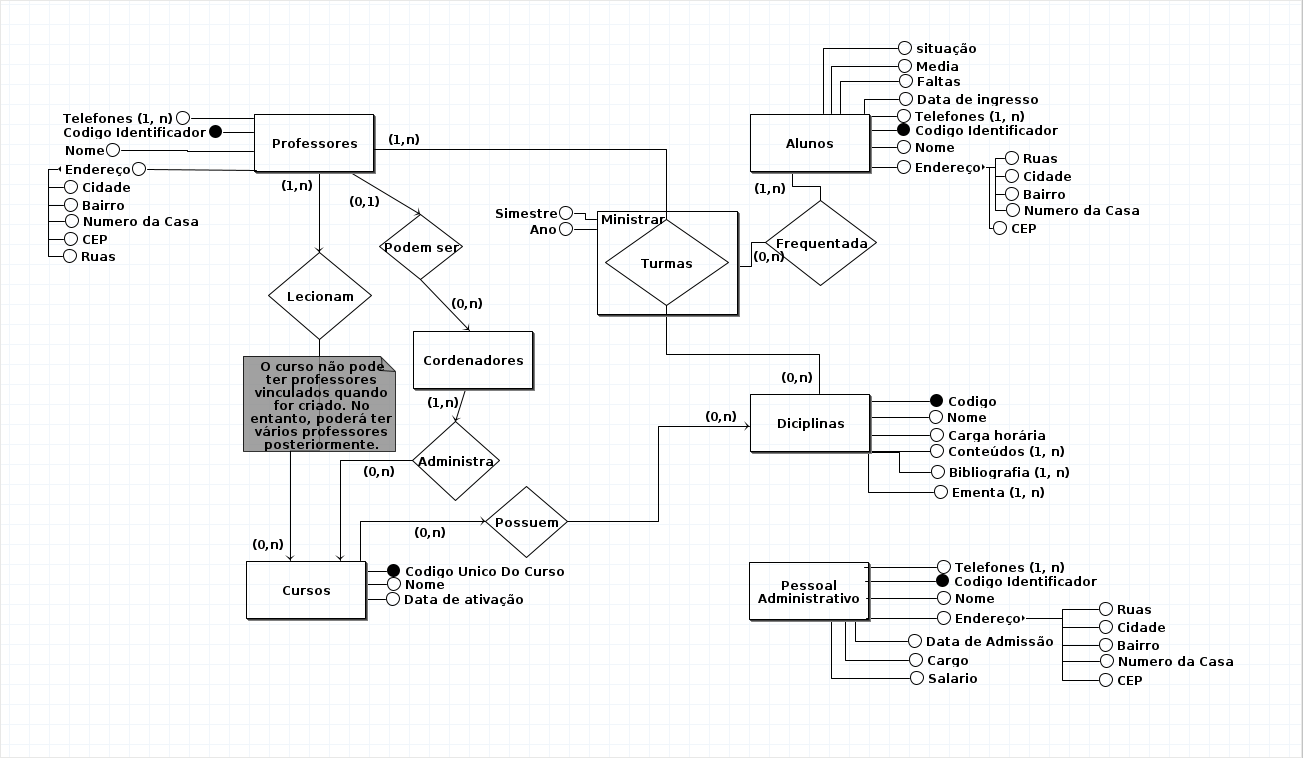 situação
Media
Faltas
Data de ingresso
Telefones (1, n)
Codigo Identificador
Nome
Endereço
Ruas
Cidade
Bairro
Numero da Casa
CEP
Alunos
(1,n)
Frequentada
(0,n)
Telefones (1, n)
Codigo Identificador
Nome
Endereço
Cidade
Bairro
Numero da Casa
CEP
Ruas
Professores
(1,n)
(1,n)
(0,1)
Podem ser
Lecionam
(0,n)
Simestre
Ano
Ministrar
Turmas
Cordenadores
(1,n)
O curso não pode
ter professores
vinculados quando
for criado. No
entanto, poderá ter
vários professores
posteriormente.
Administra
(0,n)
(0,n)
Possuem
(0,n)
(0,n)
(0,n)
Diciplinas
Codigo
Nome
Carga horária
Conteúdos (1, n)
Bibliografia (1, n)
Ementa (1, n)
Cursos
Codigo Unico Do Curso
Nome
Data de ativação
Pessoal
Administrativo
Telefones (1, n)
Codigo Identificador
Nome
Endereço
Ruas
Cidade
Bairro
Numero da Casa
CEP
Data de Admissão
Cargo
Salario